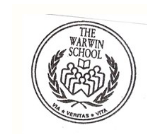 THE
WARWIN
SCHOOL
VIA • VERITAS • VITA